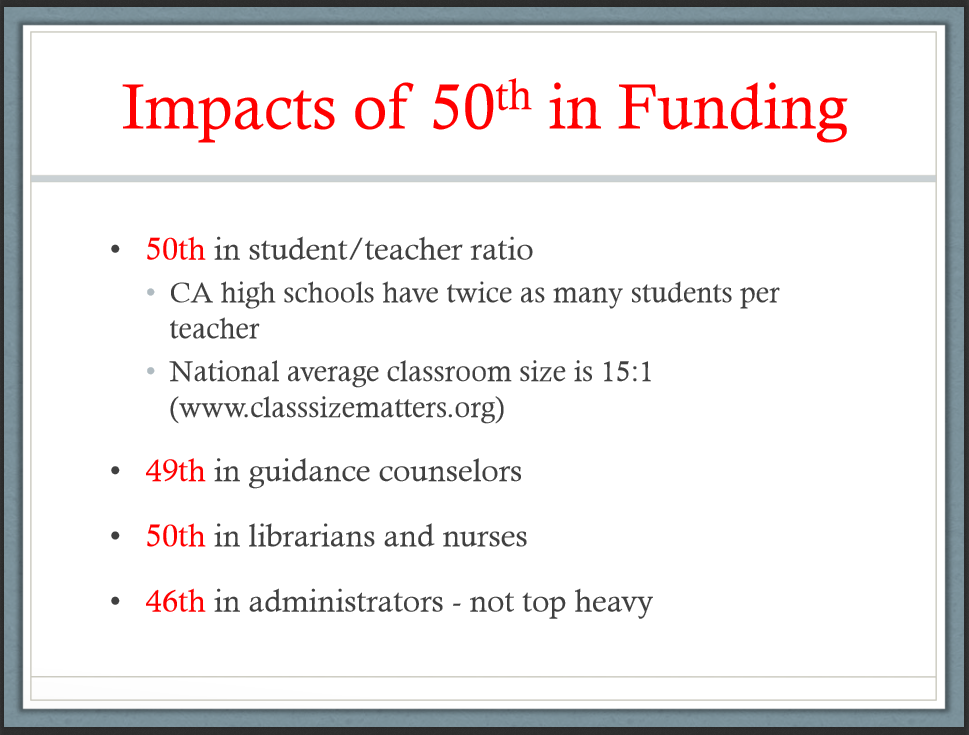 Impacts of 50th in Funding
• 50th in student/teacher ratio
• CA high schools have twice as many students per
teacher
• National average classroom size is 15:1
(www.classsizematters.org)
• 49th in guidance counselors
• 50th in librarians and nurses
• 46th in administrators - not top heavy